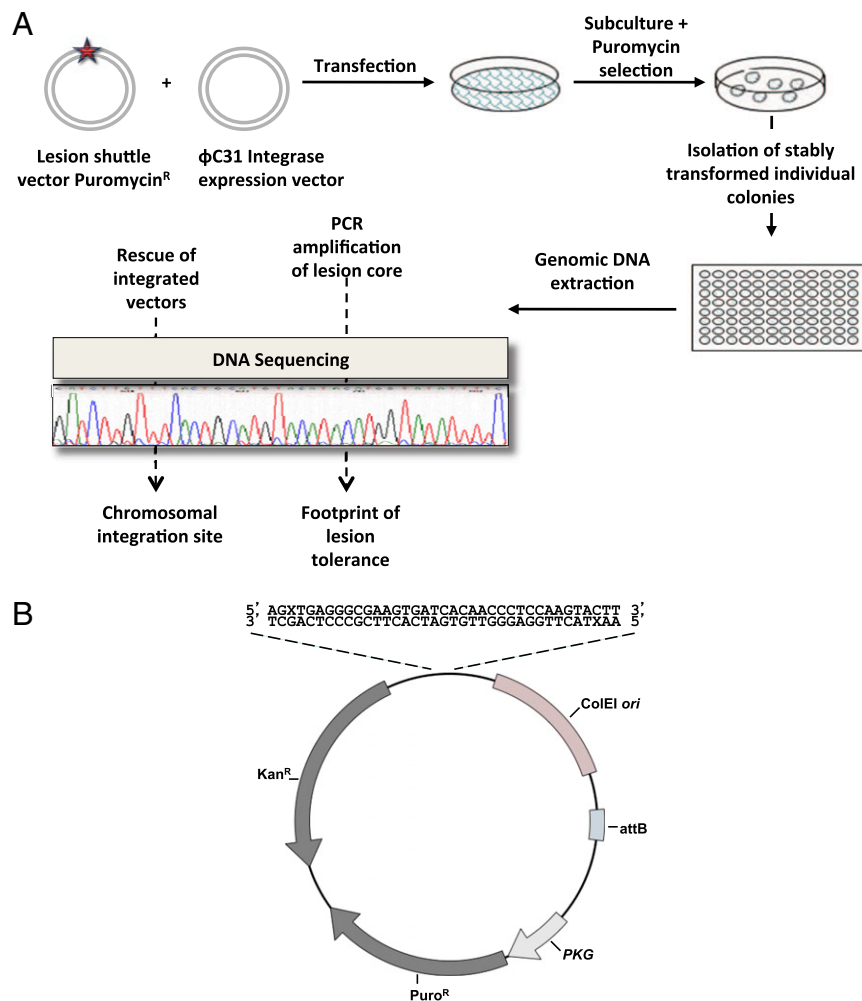 A
Lesion shuttle
vector Puromycin^R
+
ϕC31 Integrase
expression vector
Transfection
Subculture +
Puromycin
selection
Isolation of stably
transformed individual
colonies
Genomic DNA
extraction
PCR
amplification
of lesion core
Rescue of
integrated
vectors
DNA Sequencing
Chromosomal
integration site
Footprint of
lesion
tolerance
B
5' AGXTGAGGGCGAAGTGATCACAACCCTCCAAGTACTT 3'
3' TCGACTCCCGCTTCACTAGTGTTGGGAGGTTCATXAA 5'
ColEI ori
Kan^R
attB
PKG
Puro^R